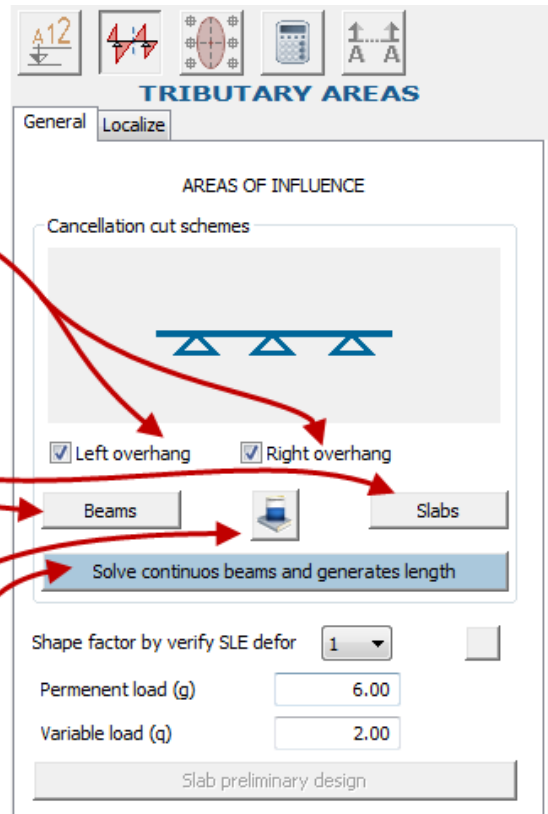 A12
A A
TRIBUTARY AREAS
General Localize
AREAS OF INFLUENCE
Cancellation cut schemes
Left overhang Right overhang
Beams Slabs
Solve continuos beams and generates length
Shape factor by verify SLE defor 1
Permenent load (g) 6.00
Variable load (q) 2.00
Slab preliminary design